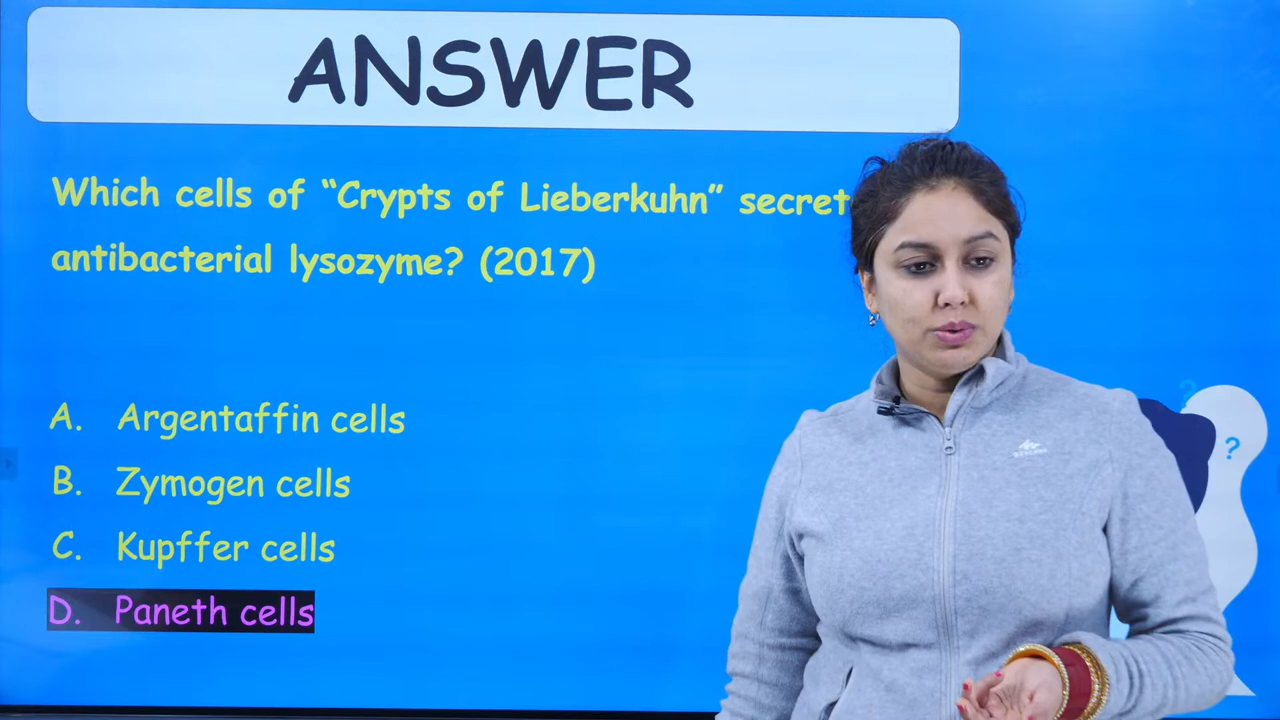 ANSWER
Which cells of “Crypts of Lieberkuhn” secret
antibacterial lysozyme? (2017)
A. Argentaffin cells
B. Zymogen cells
C. Kupffer cells
D. Paneth cells
?
?